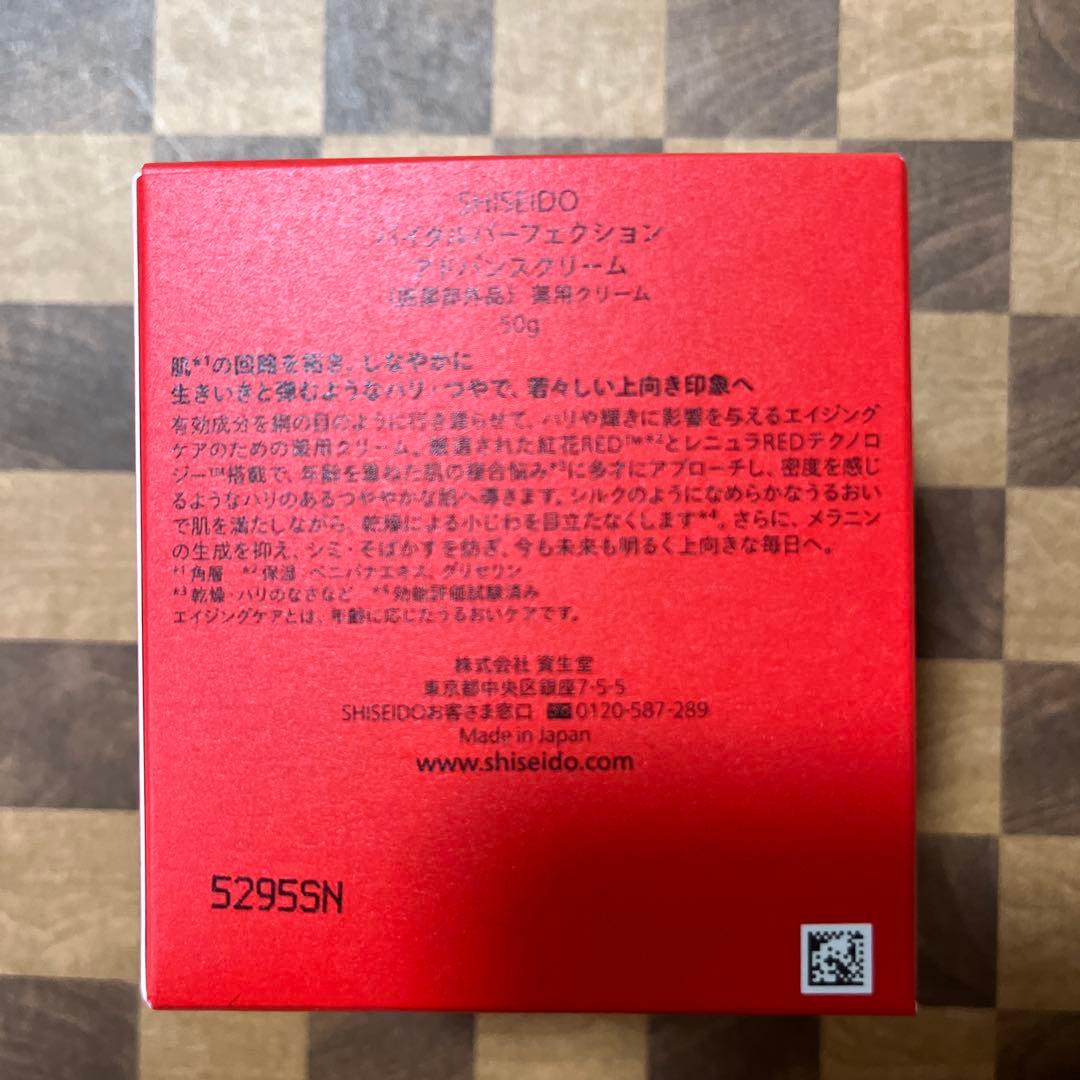 SHISEIDO
バイタルパーフェクション
アドバンスクリーム
〔医薬部外品〕 薬用クリーム
50g
肌*1の回路を拓き、しなやかに
生きいきと弾むようなハリ・つやで、若々しい上向き印象へ
有効成分を網の目のように行き渡らせて、ハリや輝きに影響を与えるエイジング
ケアのための薬用クリーム。厳選された紅花RED™*2とレニュラREDテクノロ
ジー™搭載で、年齢を重ねた肌の複合悩み*3に多才にアプローチし、密度を感じ
るようなハリのあるつややかな肌へ導きます。シルクのようになめらかなうるおい
で肌を満たしながら、乾燥による小じわを目立たなくします*4。さらに、メラニン
の生成を抑え、シミ・そばかすを防ぎ、今も未来も明るく上向きな毎日へ。
*1 角層 *2 保湿:ベニバナエキス、グリセリン
*3 乾燥・ハリのなさなど *4 効能評価試験済み
エイジングケアとは、年齢に応じたうるおいケアです。
株式会社 資生堂
東京都中央区銀座7-5-5
SHISEIDOお客さま窓口 0120-587-289
Made in Japan
www.shiseido.com
5295SN